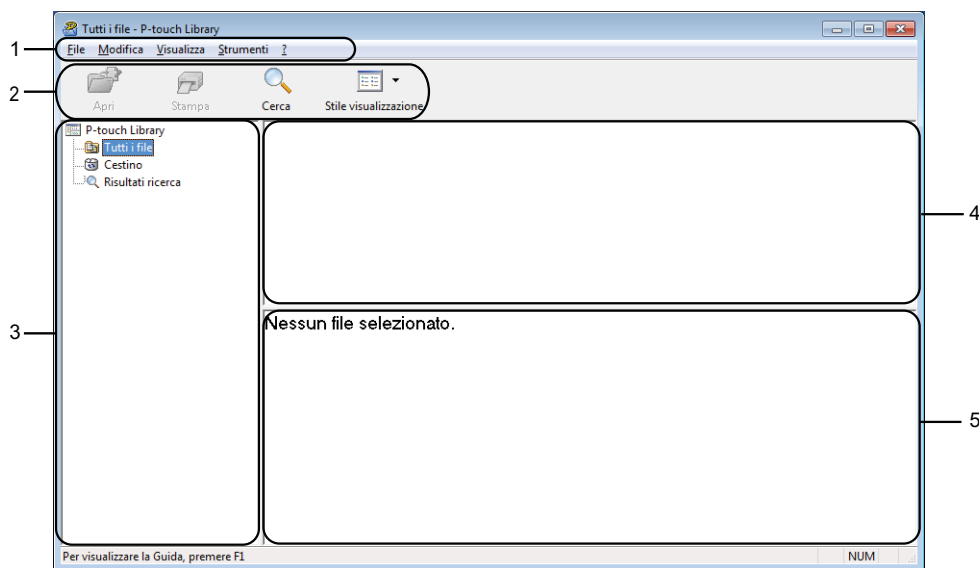 Tutti i file - P-touch Library
1
File Modifica Visualizza Strumenti ?
2
Apri Stampa Cerca Stile visualizzazione
P-touch Library
Tutti i file
Cestino
Risultati ricerca
3
4
Nessun file selezionato.
5
Per visualizzare la Guida, premere F1 NUM